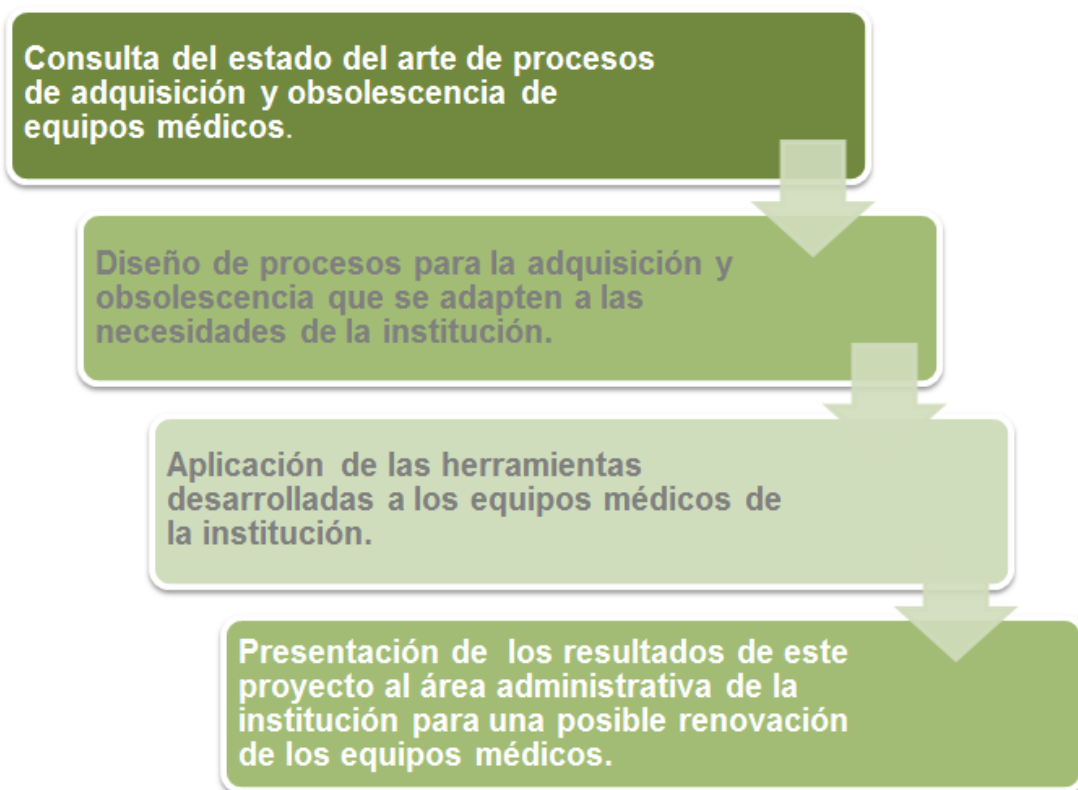 Consulta del estado del arte de procesos
de adquisición y obsolescencia de
equipos médicos.
Diseño de procesos para la adquisición y
obsolescencia que se adapten a las
necesidades de la institución.
Aplicación de las herramientas
desarrolladas a los equipos médicos de
la institución.
Presentación de los resultados de este
proyecto al área administrativa de la
institución para una posible renovación
de los equipos médicos.